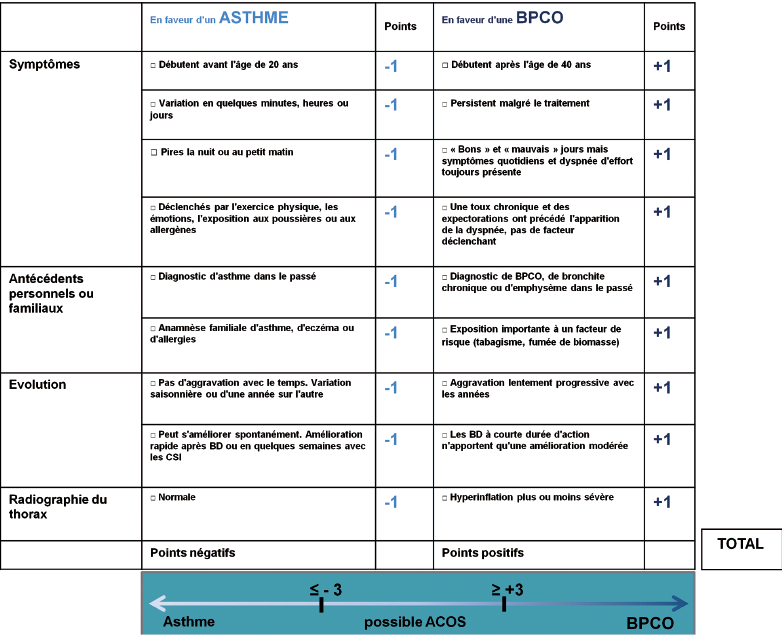 En faveur d'un ASTHME
Points
En faveur d'une BPCO
Points
Symptômes
□ Débutent avant l'âge de 20 ans
-1
□ Débutent après l'âge de 40 ans
+1
□ Variation en quelques minutes, heures ou
jours
-1
□ Persistent malgré le traitement
+1
□ Pires la nuit ou au petit matin
-1
□ « Bons » et « mauvais » jours mais
symptômes quotidiens et dyspnée d'effort
toujours présente
+1
□ Déclenchés par l'exercice physique, les
émotions, l'exposition aux poussières ou aux
allergènes
-1
□ Une toux chronique et des
expectorations ont précédé l'apparition
de la dyspnée, pas de facteur
déclenchant
+1
Antécédents
personnels ou
familiaux
□ Diagnostic d'asthme dans le passé
-1
□ Diagnostic de BPCO, de bronchite
chronique ou d'emphysème dans le passé
+1
□ Anamnèse familiale d'asthme, d'eczéma ou
d'allergies
-1
□ Exposition importante à un facteur de
risque (tabagisme, fumée de biomasse)
+1
Evolution
□ Pas d'aggravation avec le temps. Variation
saisonnière ou d'une année sur l'autre
-1
□ Aggravation lentement progressive avec
les années
+1
□ Peut s'améliorer spontanément. Amélioration
rapide après BD ou en quelques semaines avec
les CSI
-1
□ Les BD à courte durée d'action
n'apportent qu'une amélioration modérée
+1
Radiographie du
thorax
□ Normale
-1
□ Hyperinflation plus ou moins sévère
+1
Points négatifs
Points positifs
TOTAL
≤ - 3
≥ +3
Asthme
possible ACOS
BPCO